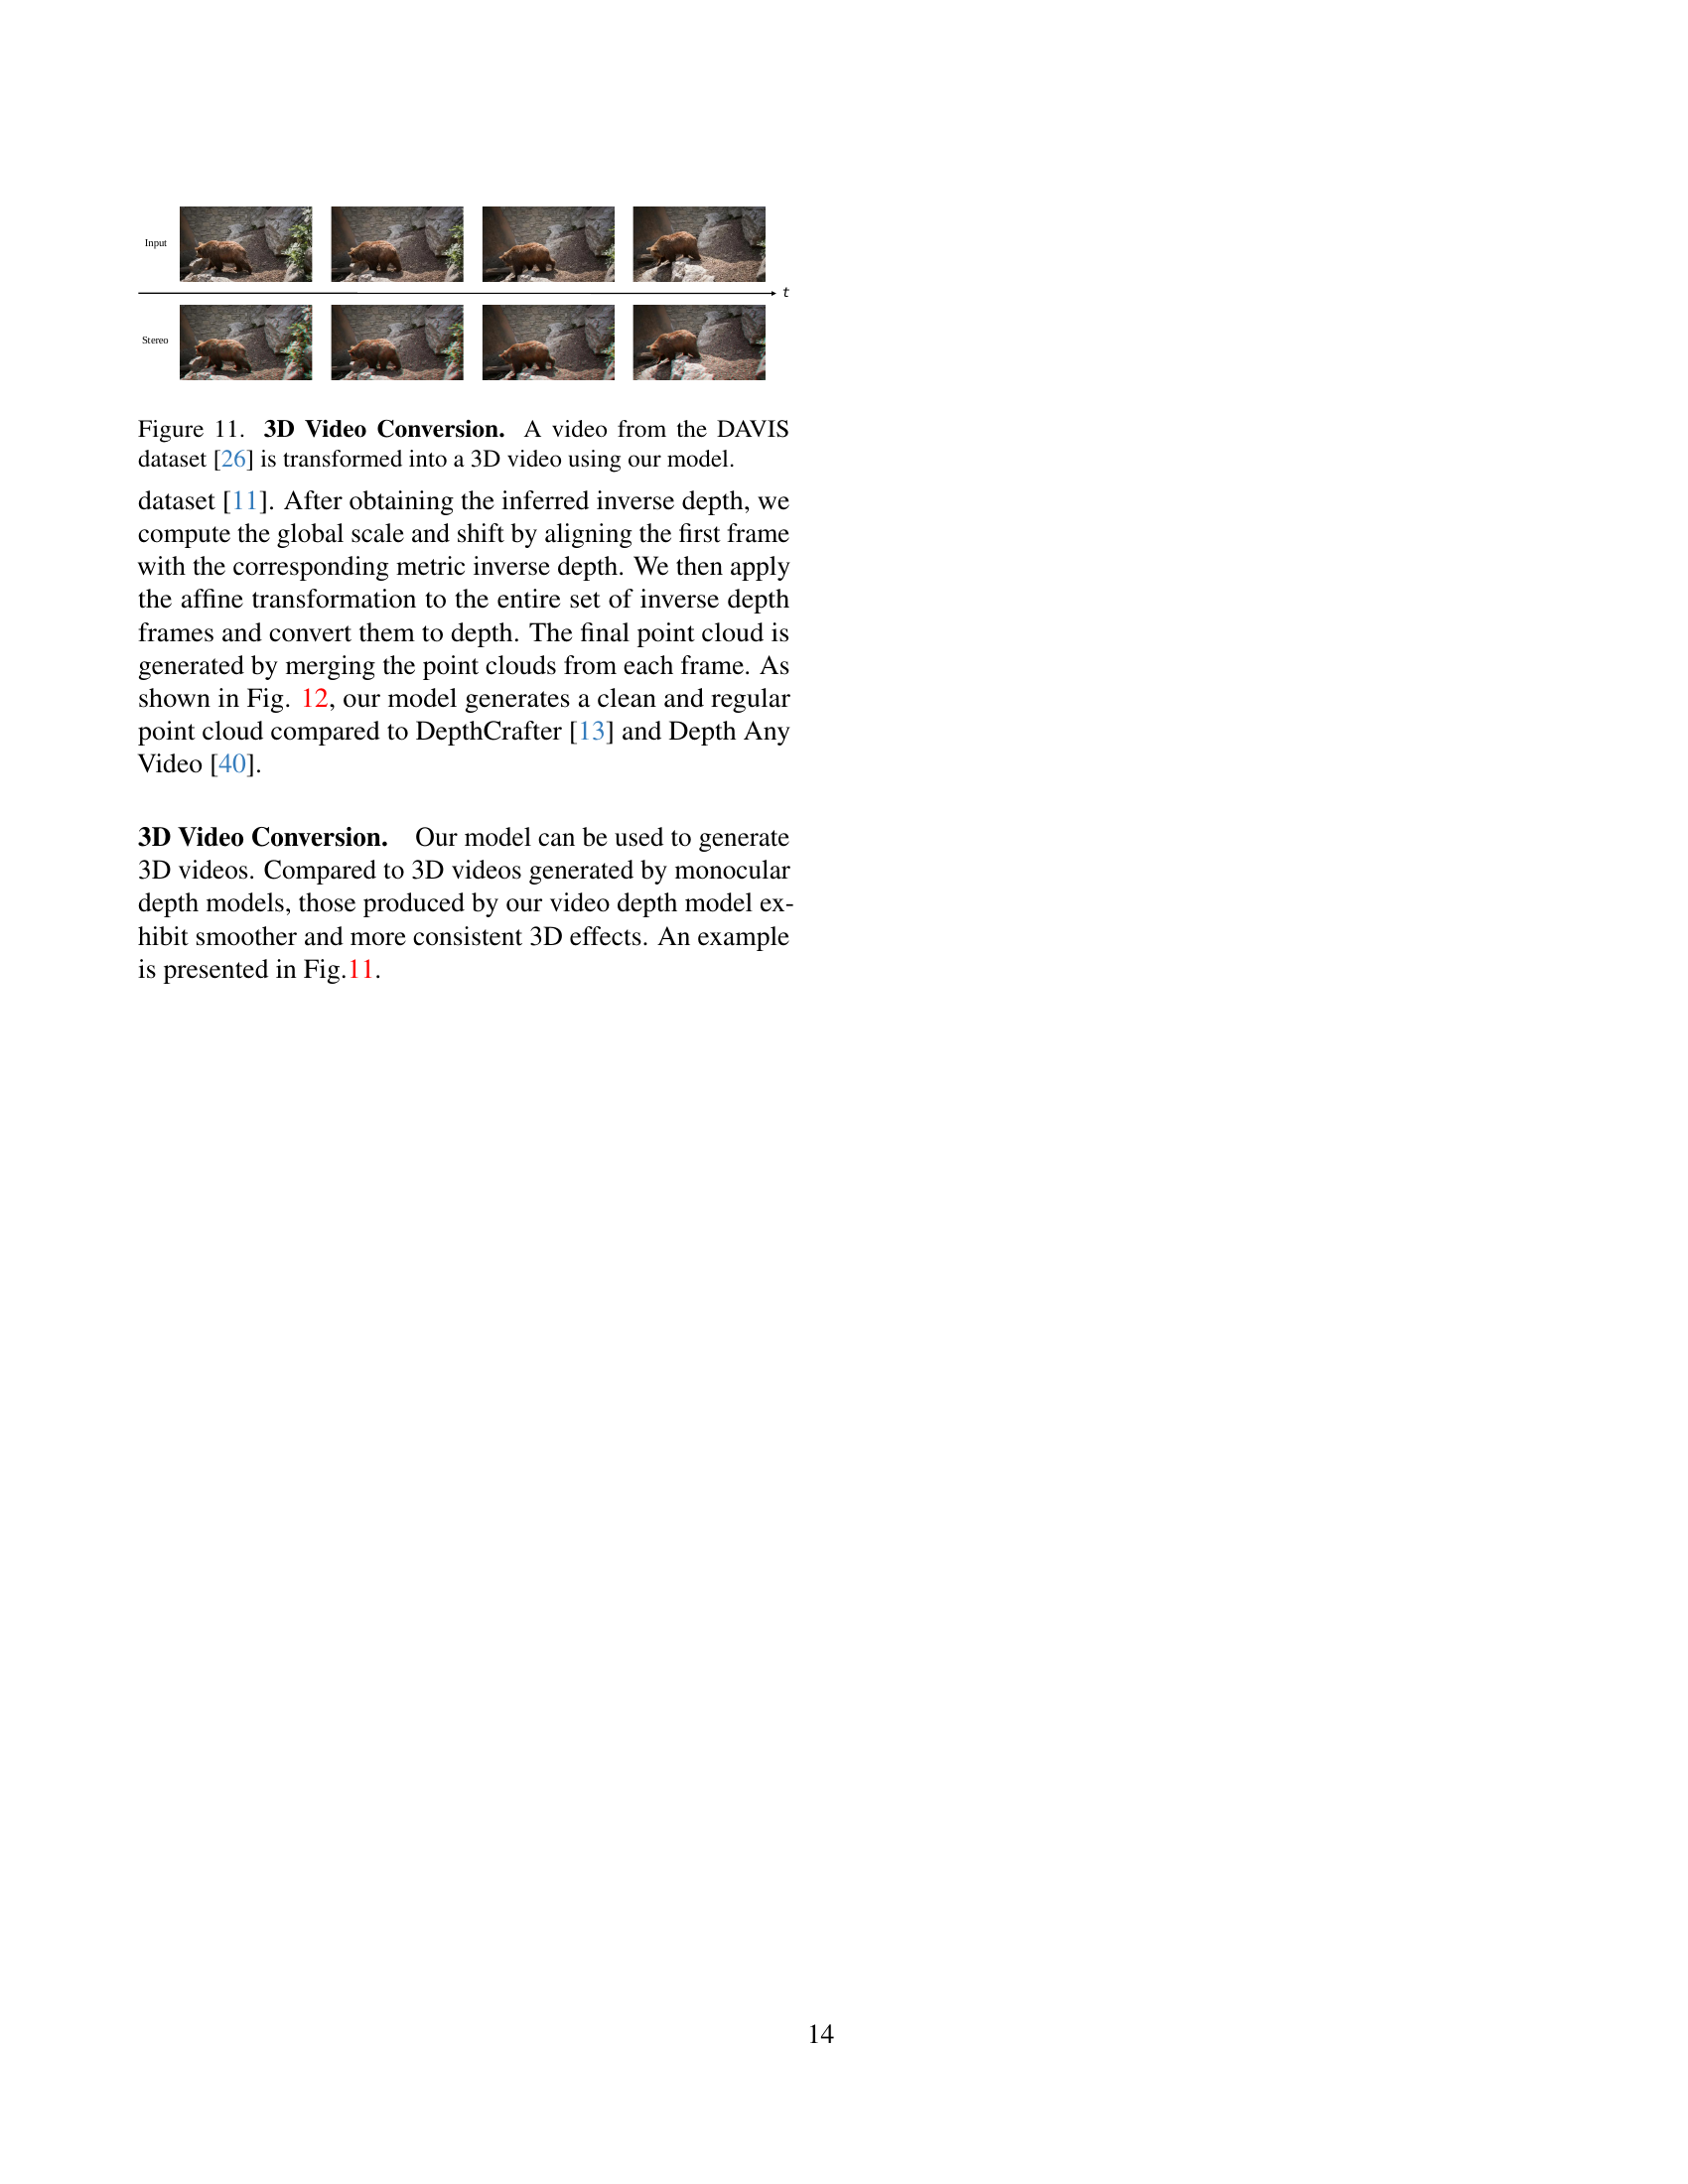 Input
t
Stereo
Figure 11. 3D Video Conversion. A video from the DAVIS
dataset [26] is transformed into a 3D video using our model.
dataset [11]. After obtaining the inferred inverse depth, we
compute the global scale and shift by aligning the first frame
with the corresponding metric inverse depth. We then apply
the affine transformation to the entire set of inverse depth
frames and convert them to depth. The final point cloud is
generated by merging the point clouds from each frame. As
shown in Fig. 12, our model generates a clean and regular
point cloud compared to DepthCrafter [13] and Depth Any
Video [40].
3D Video Conversion. Our model can be used to generate
3D videos. Compared to 3D videos generated by monocular
depth models, those produced by our video depth model ex-
hibit smoother and more consistent 3D effects. An example
is presented in Fig.11.
14